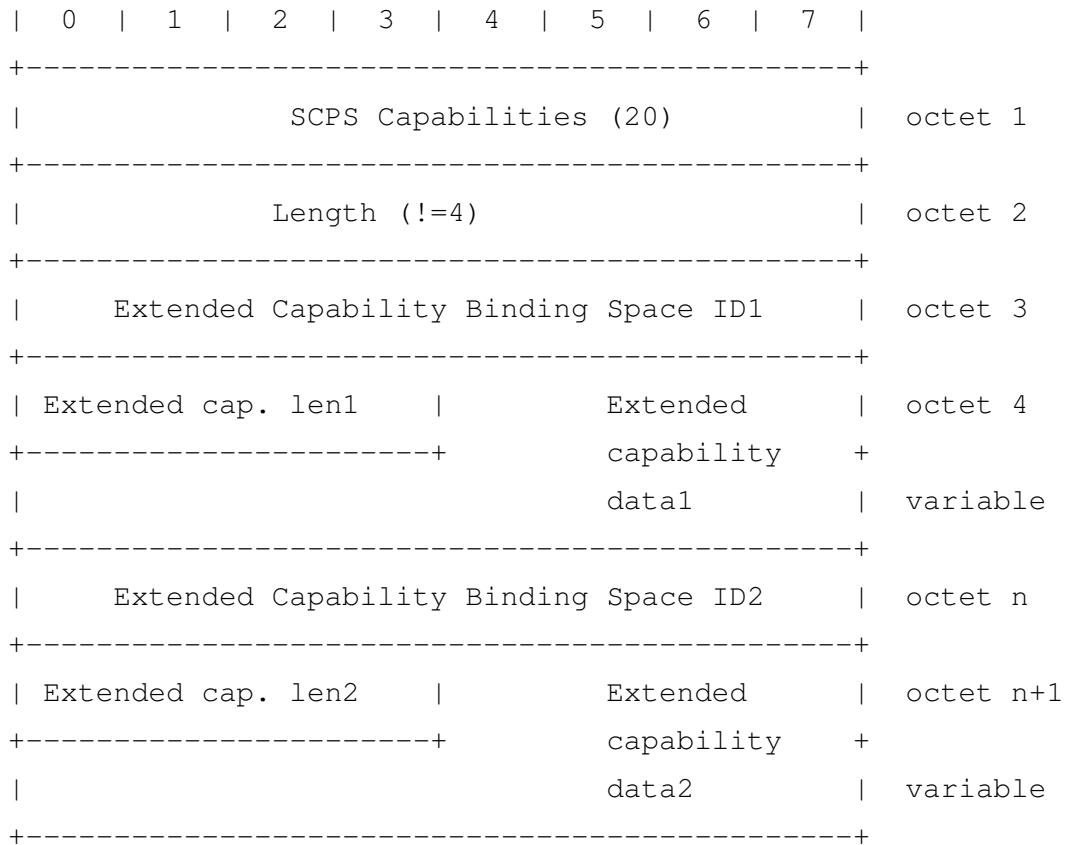 | 0 | 1 | 2 | 3 | 4 | 5 | 6 | 7 |
+-----------------------------------------------+
| SCPS Capabilities (20) | octet 1
+-----------------------------------------------+
| Length (!=4) | octet 2
+-----------------------------------------------+
| Extended Capability Binding Space ID1 | octet 3
+-----------------------------------------------+
| Extended cap. len1 | Extended | octet 4
+-----------------------+ capability +
| data1 | variable
+-----------------------------------------------+
| Extended Capability Binding Space ID2 | octet n
+-----------------------------------------------+
| Extended cap. len2 | Extended | octet n+1
+-----------------------+ capability +
| data2 | variable
+-----------------------------------------------+